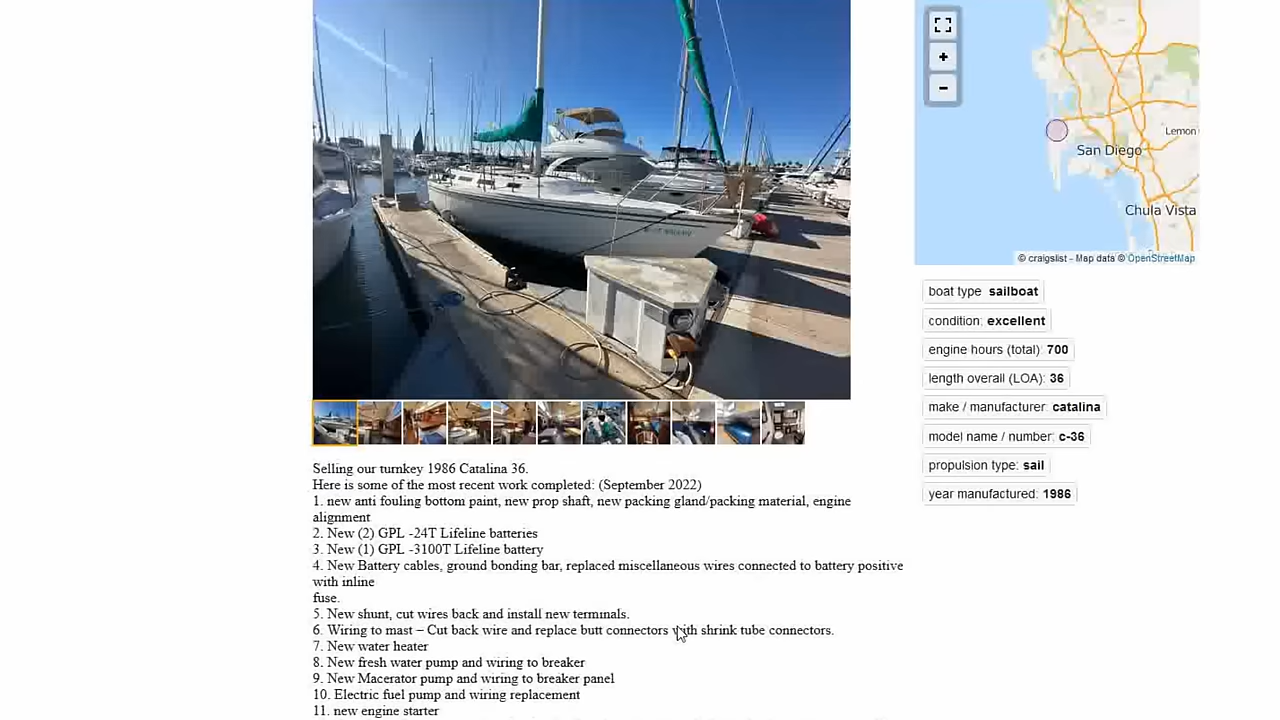 Lemon
San Diego
Chula Vista
© craigslist - Map data © OpenStreetMap
boat type sailboat
condition: excellent
engine hours (total): 700
length overall (LOA): 36
make / manufacturer: catalina
model name / number: c-36
propulsion type: sail
year manufactured: 1986
Selling our turnkey 1986 Catalina 36.
Here is some of the most recent work completed: (September 2022)
1. new anti fouling bottom paint, new prop shaft, new packing gland/packing material, engine
alignment
2. New (2) GPL -24T Lifeline batteries
3. New (1) GPL -3100T Lifeline battery
4. New Battery cables, ground bonding bar, replaced miscellaneous wires connected to battery positive
with inline
fuse.
5. New shunt, cut wires back and install new terminals.
6. Wiring to mast – Cut back wire and replace butt connectors with shrink tube connectors.
7. New water heater
8. New fresh water pump and wiring to breaker
9. New Macerator pump and wiring to breaker panel
10. Electric fuel pump and wiring replacement
11. new engine starter